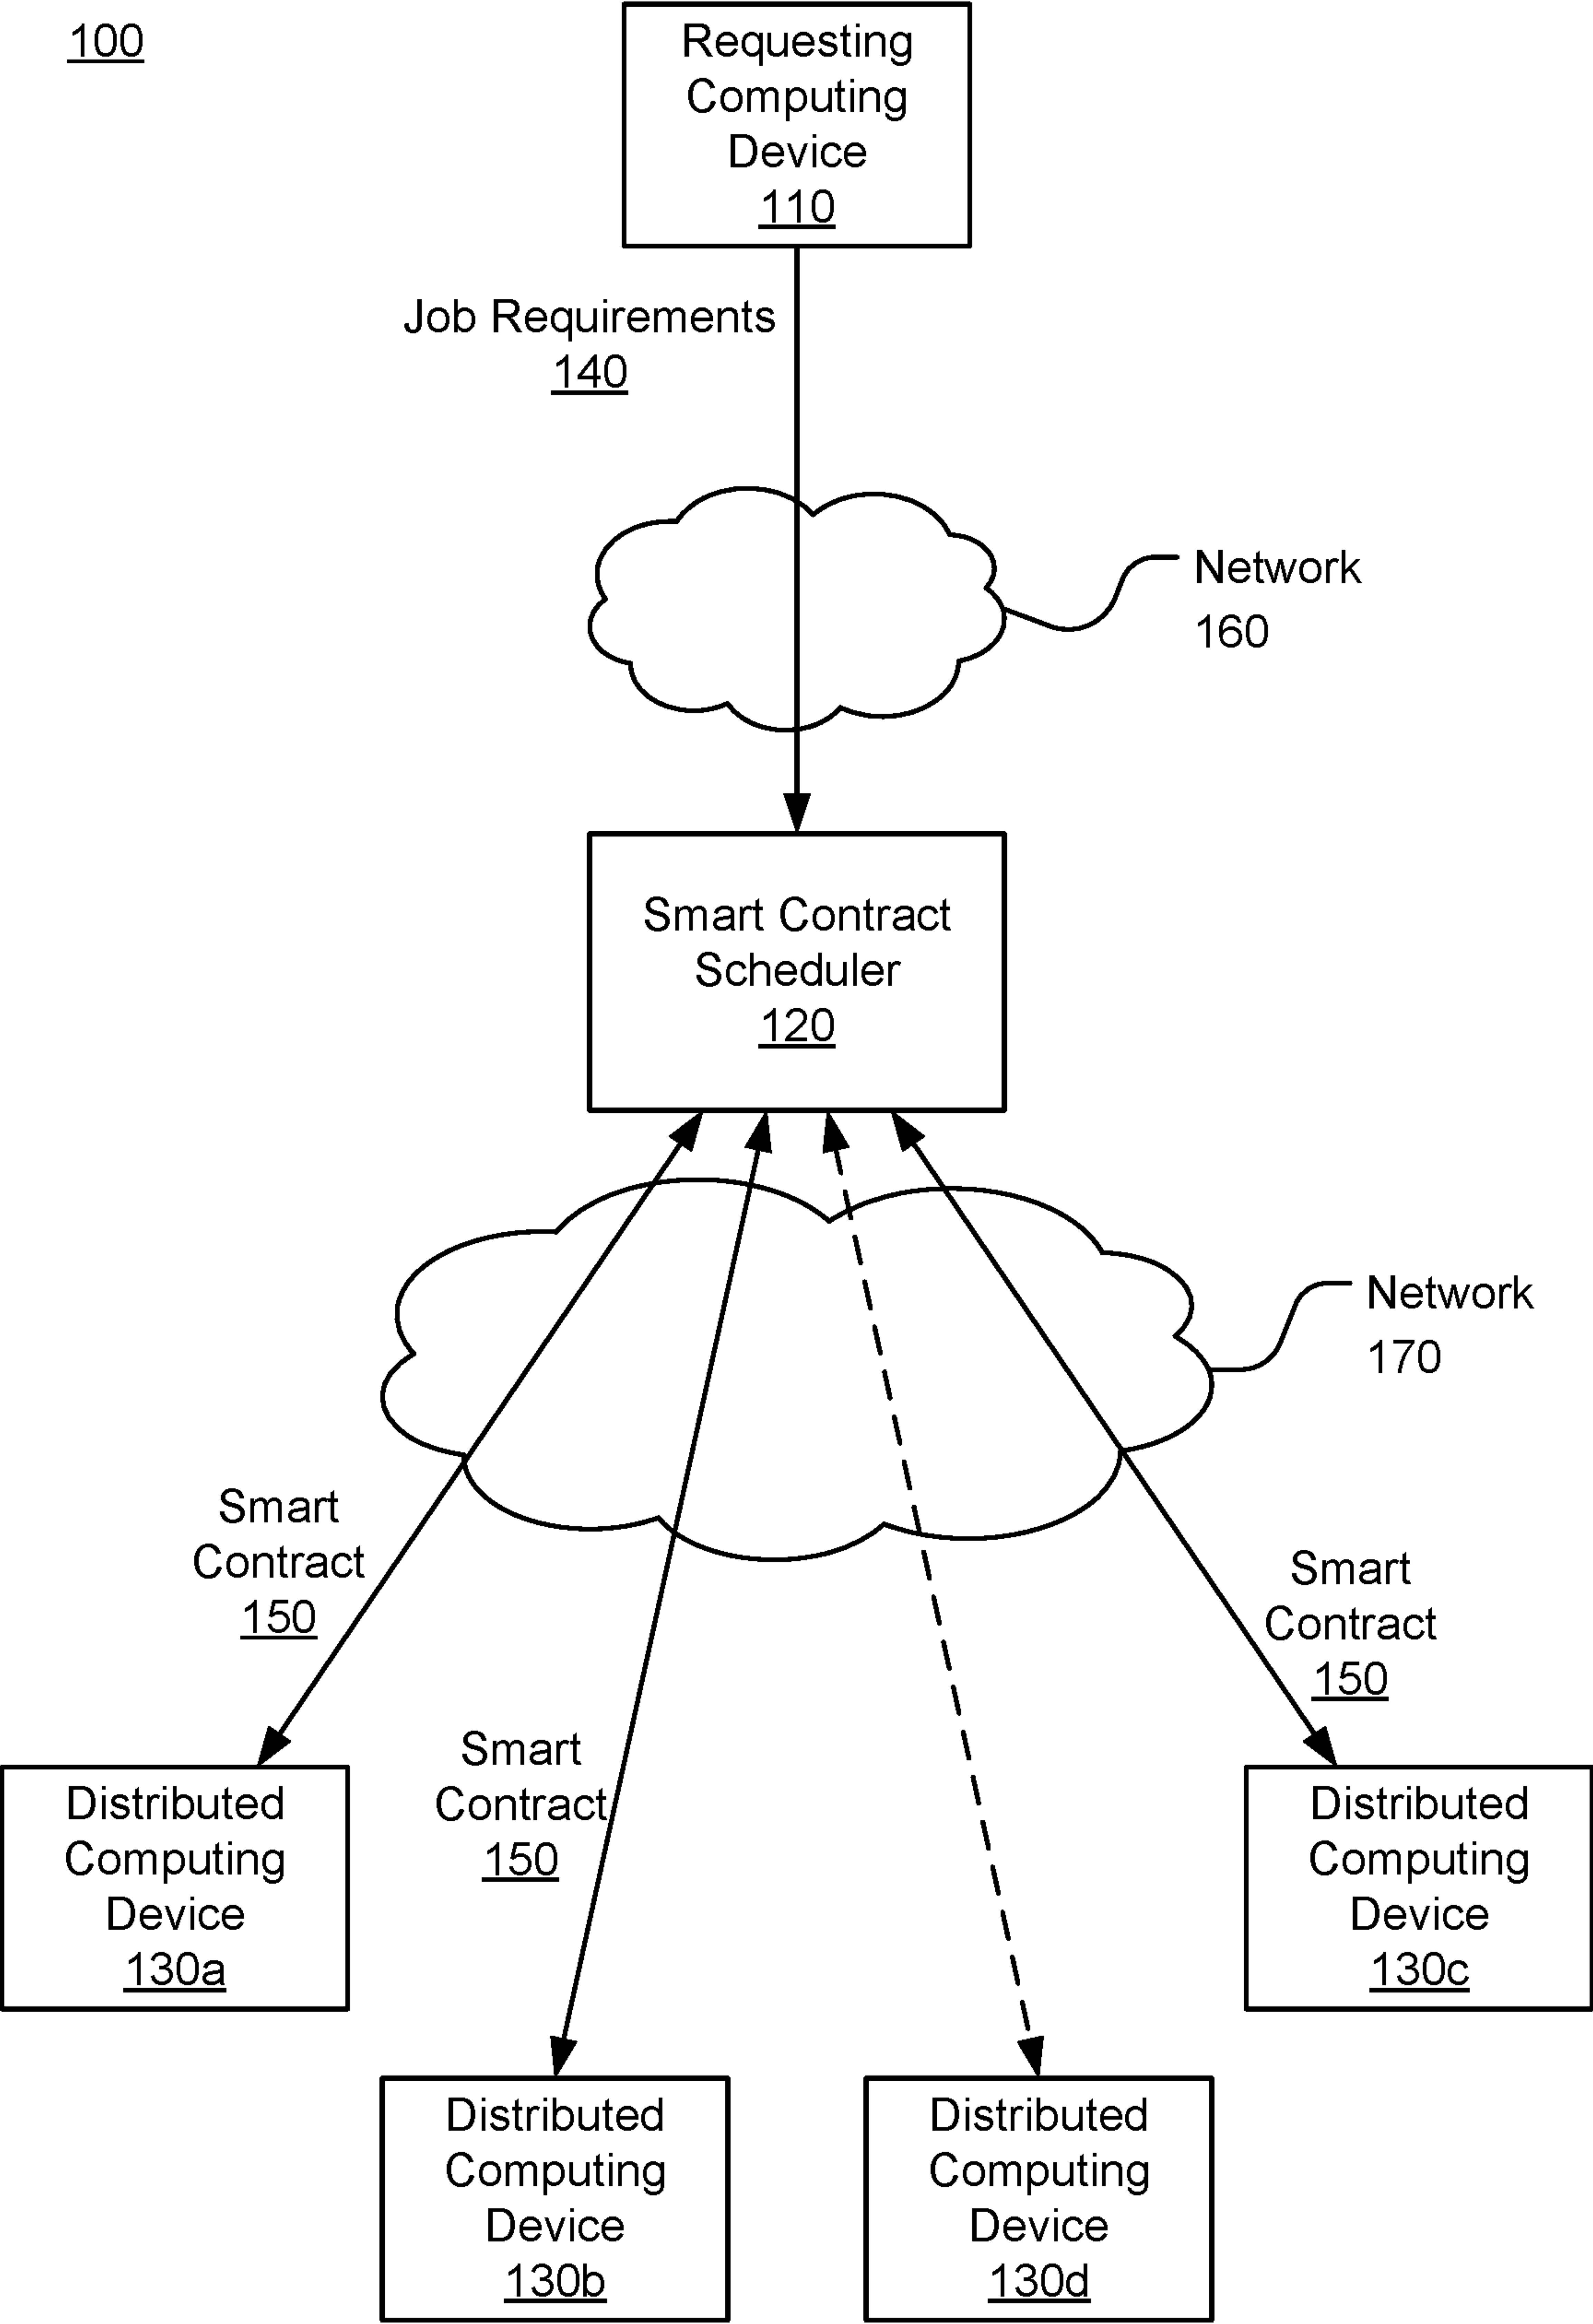 100
Requesting
Computing
Device
110
Job Requirements
140
Network
160
Smart Contract
Scheduler
120
Network
170
Smart
Contract
150
Smart
Contract
150
Smart
Contract
150
Distributed
Computing
Device
130a
Distributed
Computing
Device
130c
Distributed
Computing
Device
130b
Distributed
Computing
Device
130d